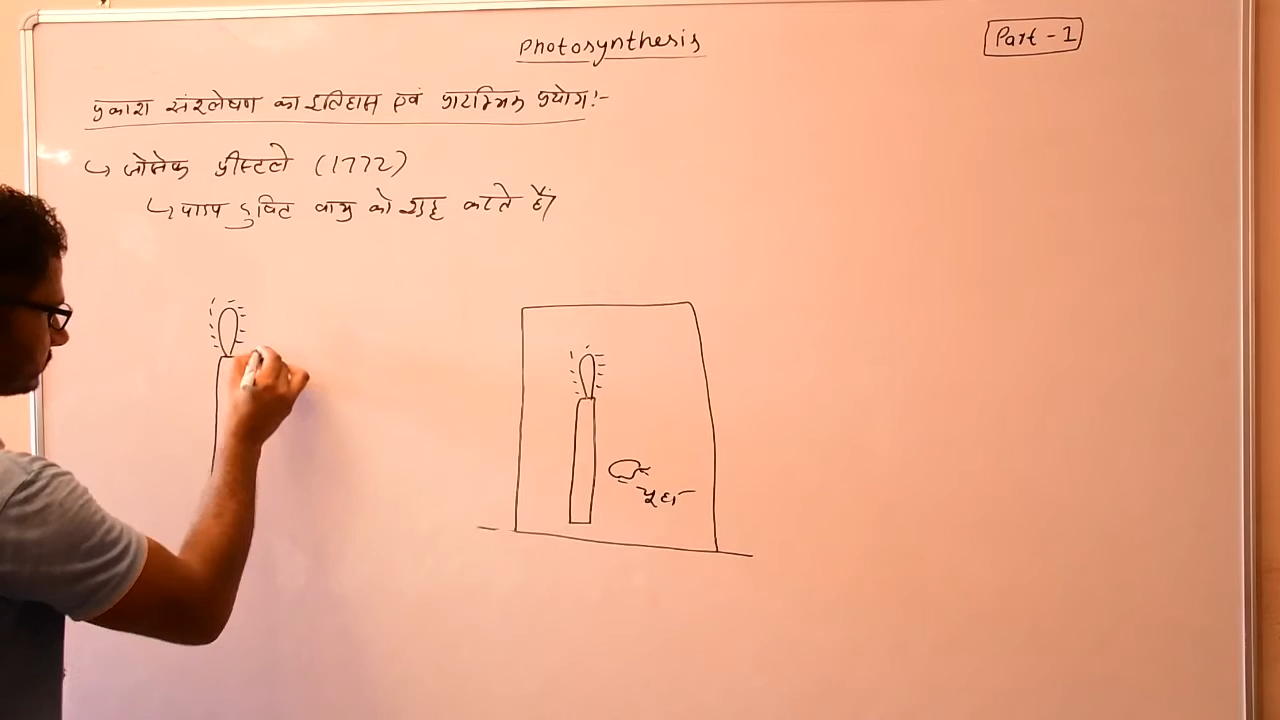 Photosynthesis
Part - 1
प्रकाश संश्लेषण का इतिहास एवं प्रारम्भिक प्रयोग:-
जोसेफ प्रीस्टले (1772)
पादप दुषित वायु को शुद्ध करते हैं।
चूहा